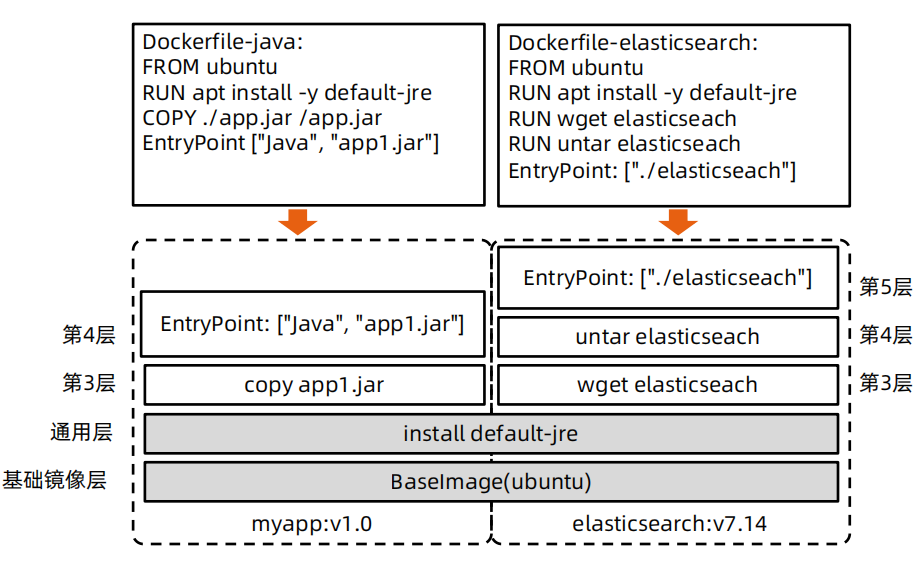 Dockerfile-java:
FROM ubuntu
RUN apt install -y default-jre
COPY ./app.jar /app.jar
EntryPoint ["Java", "app1.jar"]
Dockerfile-elasticsearch:
FROM ubuntu
RUN apt install -y default-jre
RUN wget elasticseach
RUN untar elasticseach
EntryPoint: ["./elasticseach"]
EntryPoint: ["./elasticseach"]
第5层
第4层
EntryPoint: ["Java", "app1.jar"]
untar elasticseach
第4层
第3层
copy app1.jar
wget elasticseach
第3层
通用层
install default-jre
基础镜像层
BaseImage(ubuntu)
myapp:v1.0
elasticsearch:v7.14